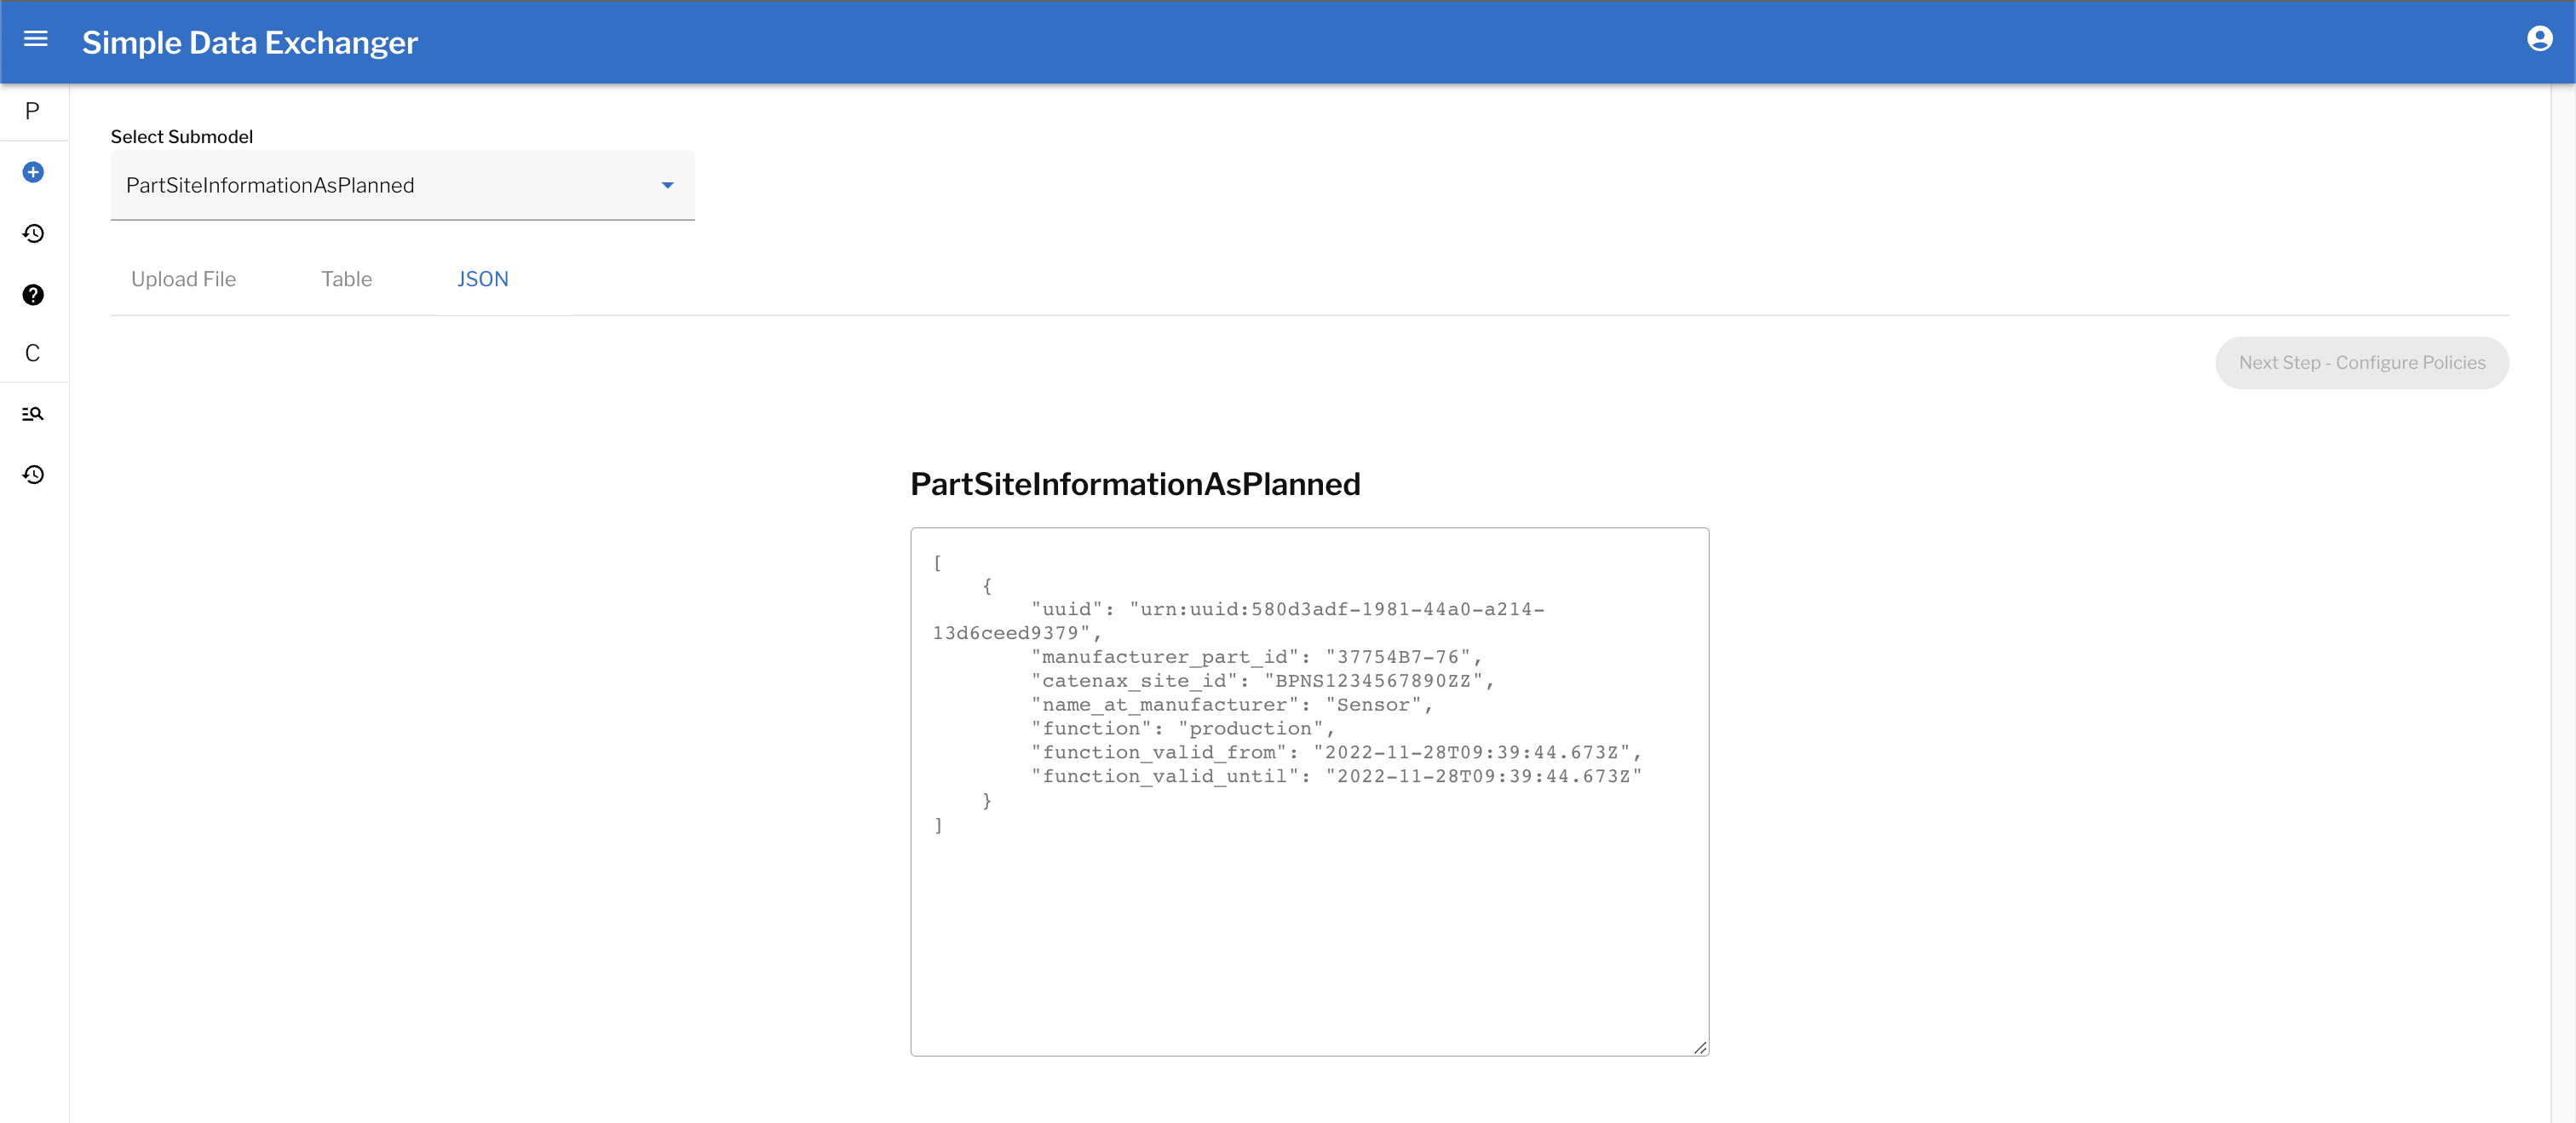 Simple Data Exchanger
P
Select Submodel
PartSiteInformationAsPlanned
Upload File
Table
JSON
C
Next Step - Configure Policies
PartSiteInformationAsPlanned
[
{
"uuid": "urn:uuid:580d3adf-1981-44a0-a214-
13d6ceed9379",
"manufacturer_part_id": "37754B7-76",
"catenax_site_id": "BPNS1234567890ZZ",
"name_at_manufacturer": "Sensor",
"function": "production",
"function_valid_from": "2022-11-28T09:39:44.673Z",
"function_valid_until": "2022-11-28T09:39:44.673Z"
}
]